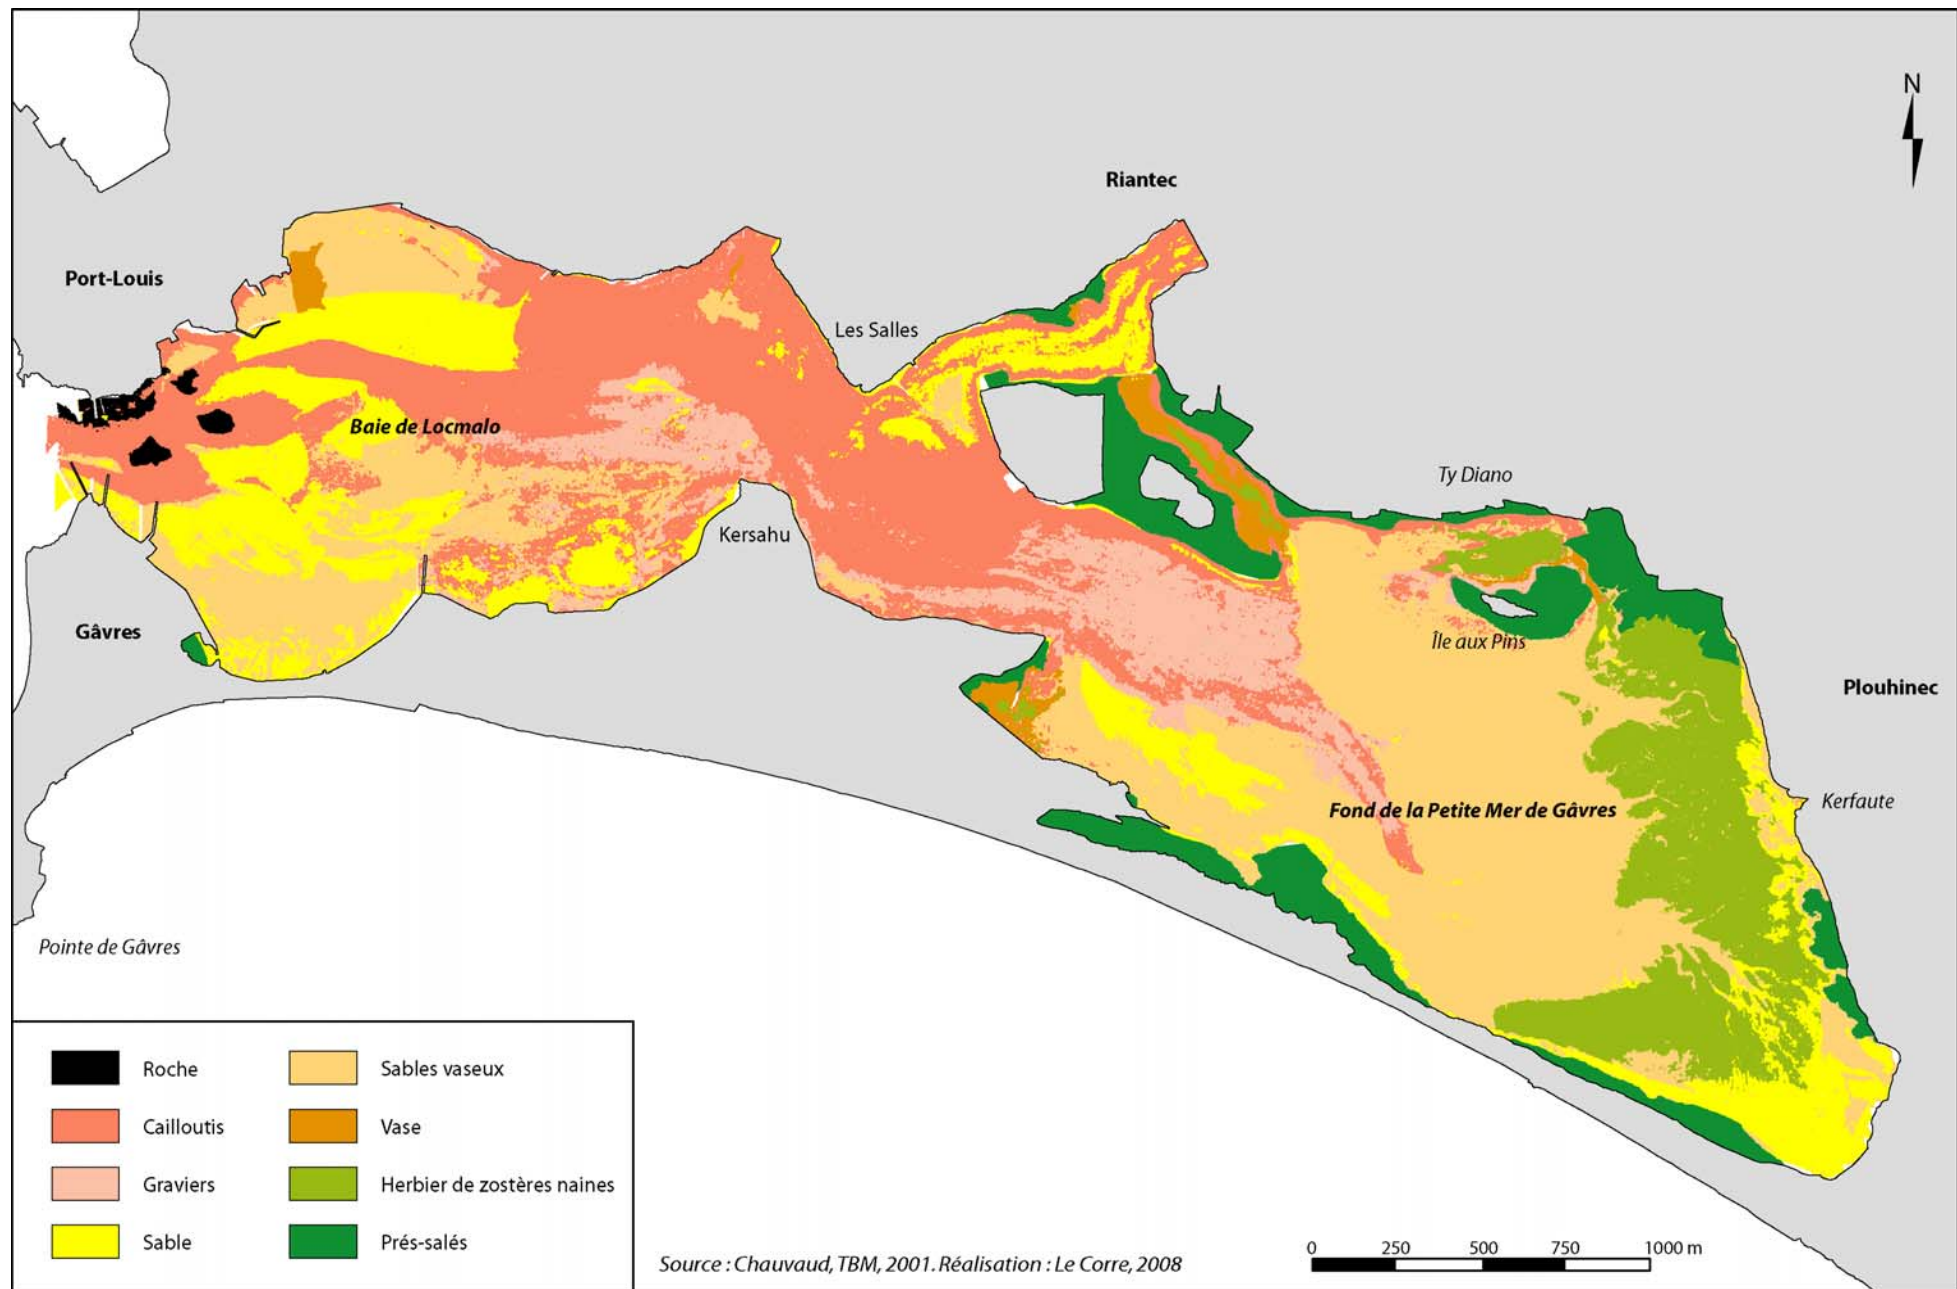 N
Riantec
Port-Louis
Les Salles
Baie de Locmalo
Ty Diano
Kersahu
Gâvres
Île aux Pins
Plouhinec
Kerfaute
Fond de la Petite Mer de Gâvres
Pointe de Gâvres
Roche
Sables vaseux
Cailloutis
Vase
Graviers
Herbier de zostères naines
Sable
Prés-salés
Source : Chauvaud, TBM, 2001. Réalisation : Le Corre, 2008
0 250 500 750 1000 m